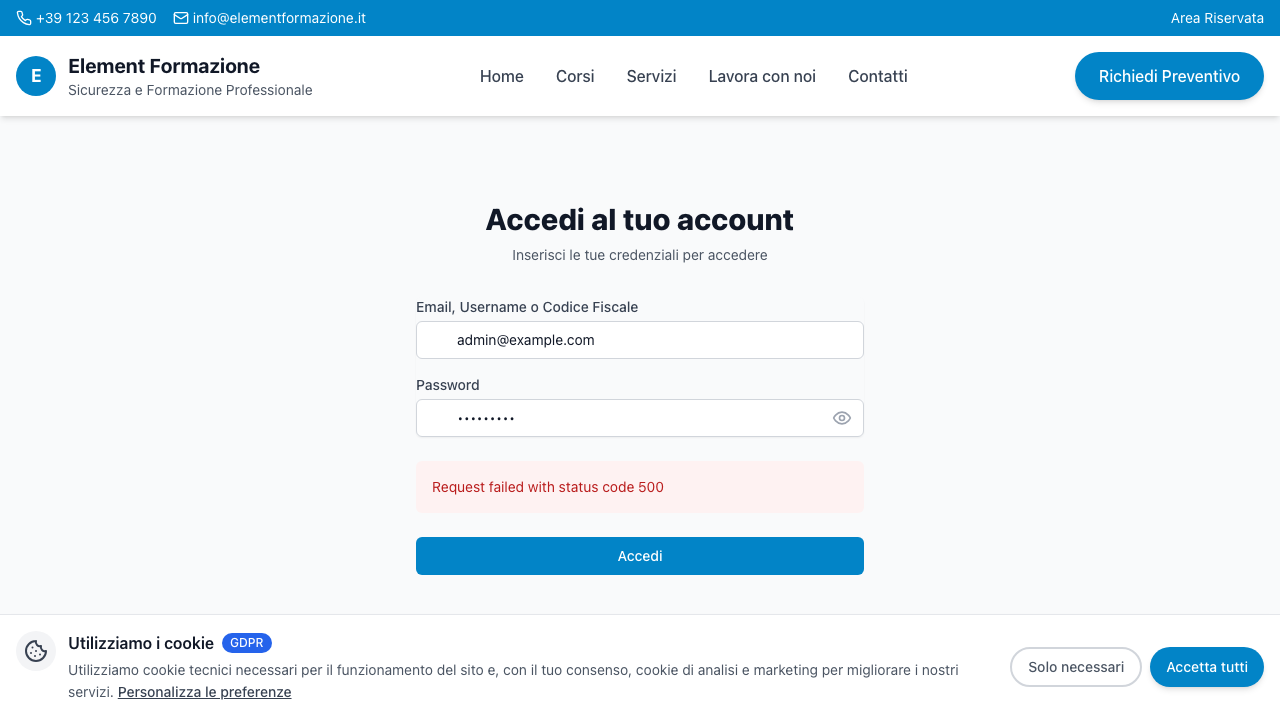 +39 123 456 7890 info@elementformazione.it Area Riservata
E
Element Formazione
Sicurezza e Formazione Professionale
Home Corsi Servizi Lavora con noi Contatti
Richiedi Preventivo
Accedi al tuo account
Inserisci le tue credenziali per accedere
Email, Username o Codice Fiscale
admin@example.com
Password
•••••••••
Request failed with status code 500
Accedi
Utilizziamo i cookie GDPR
Utilizziamo cookie tecnici necessari per il funzionamento del sito e, con il tuo consenso, cookie di analisi e marketing per migliorare i nostri
servizi. Personalizza le preferenze
Solo necessari
Accetta tutti